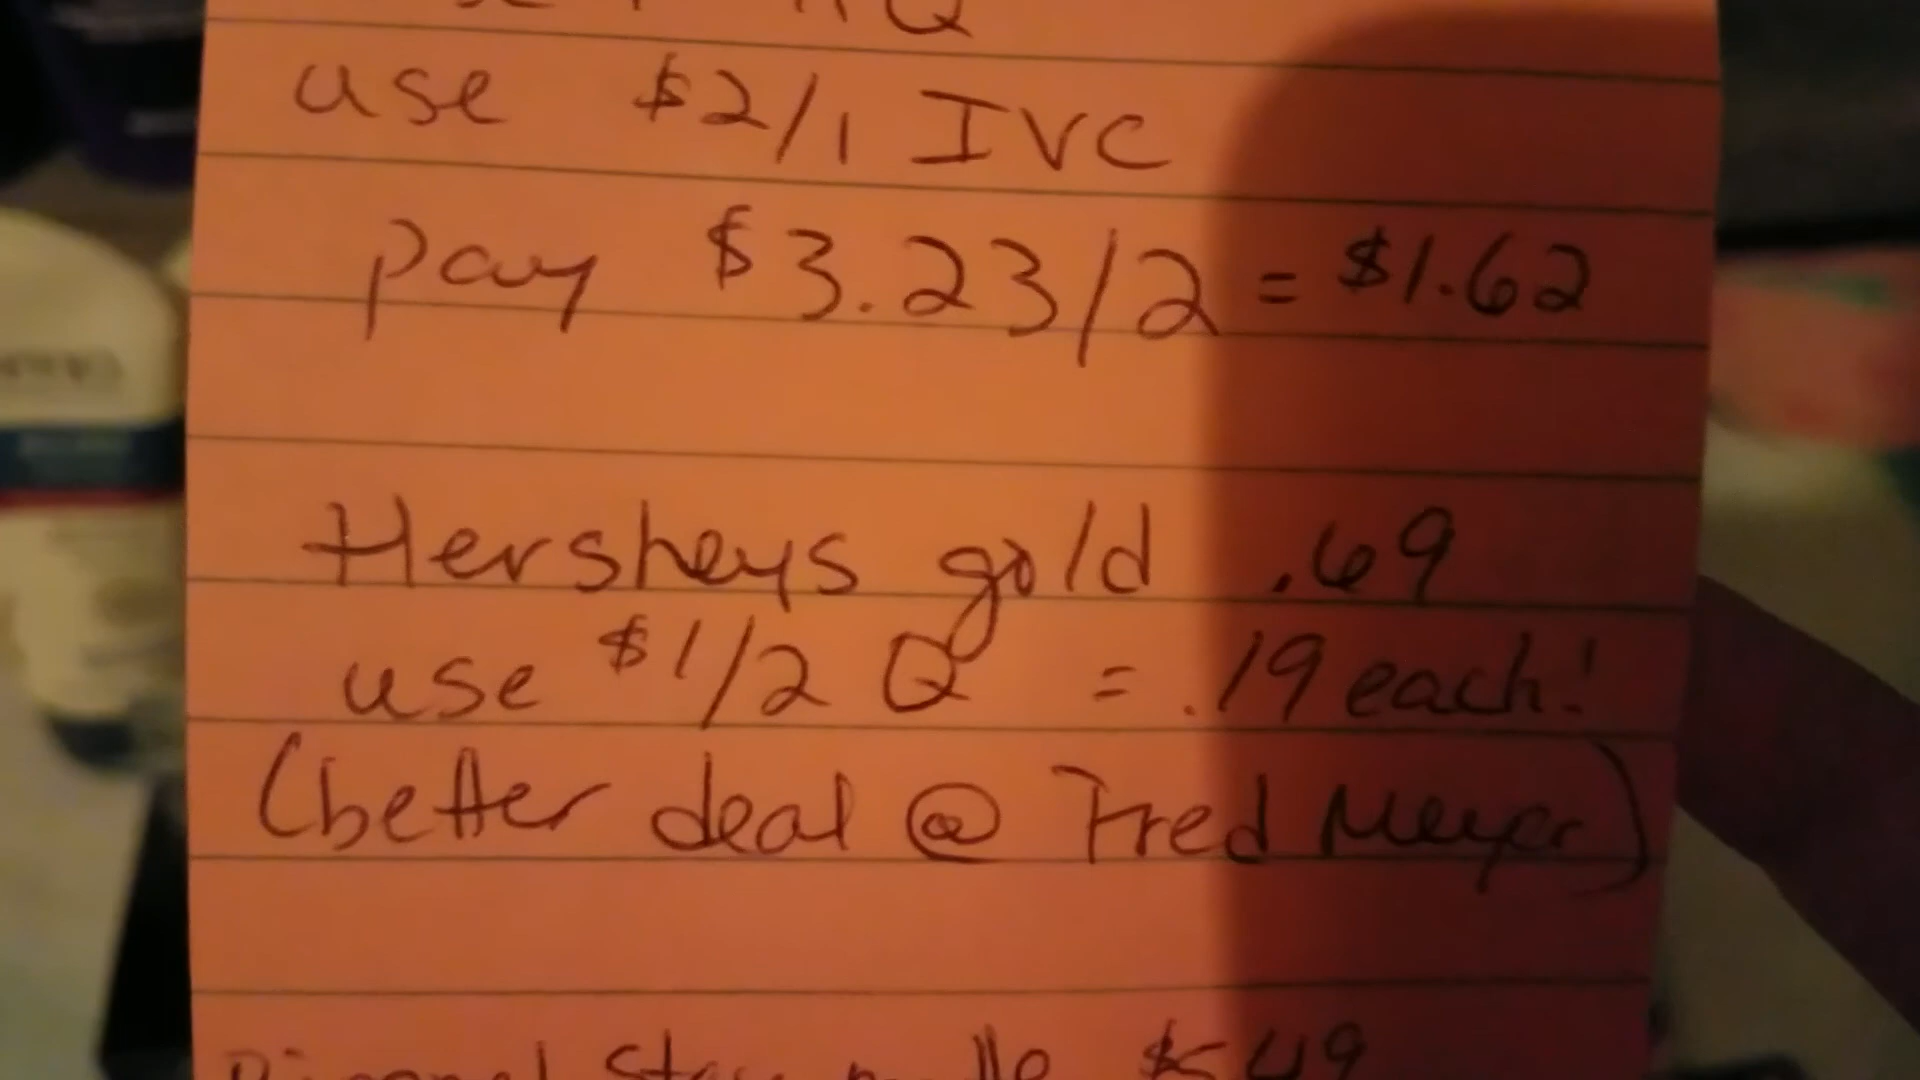 use $2/1 IVC
pay $3.23/2 = $1.62
Hersheys gold .69
use $1/2 Q = .19 each!
(better deal @ Fred Meyer)